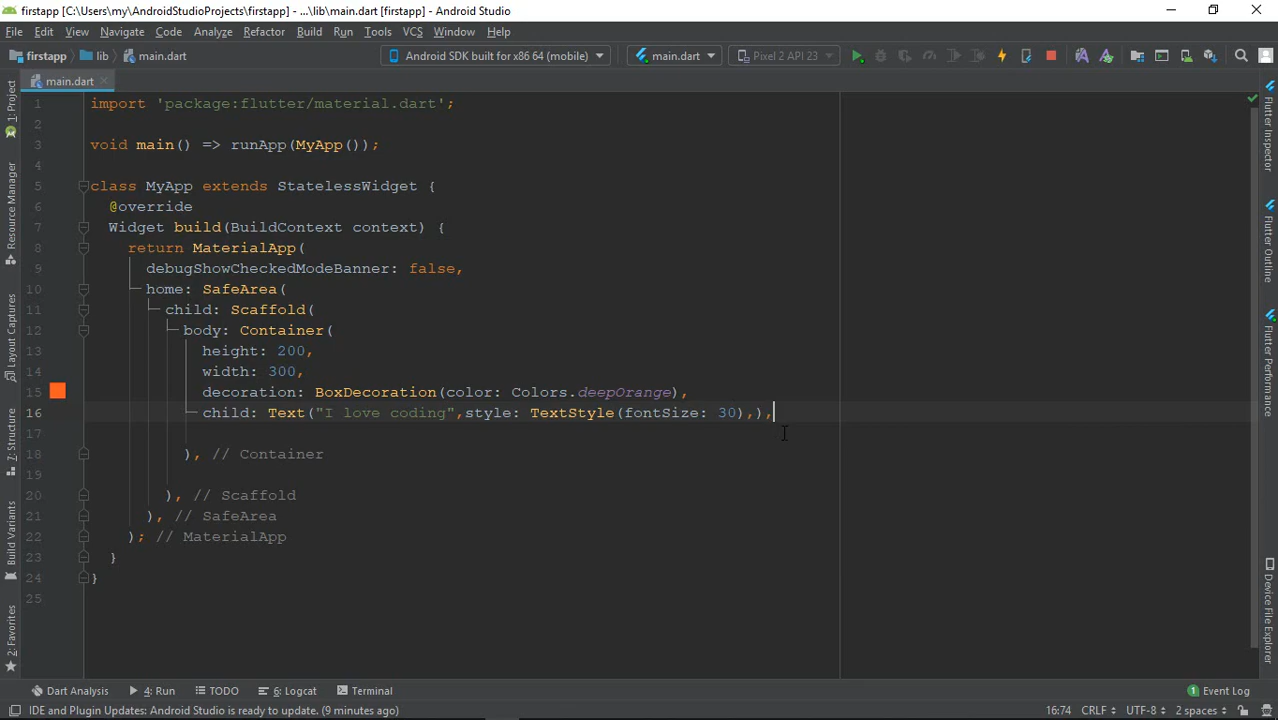 firstapp [C:\Users\my\AndroidStudioProjects\firstapp] - ...\lib\main.dart [firstapp] - Android Studio
File Edit View Navigate Code Analyze Refactor Build Run Tools VCS Window Help
firstapp lib main.dart Android SDK built for x86 64 (mobile) main.dart Pixel 2 API 23
main.dart
1 import 'package:flutter/material.dart';
2
3 void main() => runApp(MyApp());
4
5 class MyApp extends StatelessWidget {
6 @override
7 Widget build(BuildContext context) {
8 return MaterialApp(
9 debugShowCheckedModeBanner: false,
10 home: SafeArea(
11 child: Scaffold(
12 body: Container(
13 height: 200,
14 width: 300,
15 decoration: BoxDecoration(color: Colors.deepOrange),
16 child: Text("I love coding",style: TextStyle(fontSize: 30),),
17
18 ), // Container
19
20 ), // Scaffold
21 ), // SafeArea
22 ); // MaterialApp
23 }
24 }
25
1: Project
Resource Manager
Layout Captures
7: Structure
Build Variants
2: Favorites
Flutter Inspector
Flutter Outline
Flutter Performance
Device File Explorer
Dart Analysis 4: Run TODO 6: Logcat Terminal 1 Event Log
IDE and Plugin Updates: Android Studio is ready to update. (9 minutes ago) 16:74 CRLF UTF-8 2 spaces